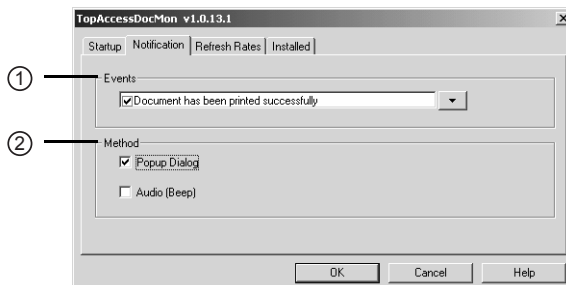 TopAccessDocMon v1.0.13.1
Startup Notification Refresh Rates Installed
1
Events
Document has been printed successfully
2
Method
Popup Dialog
Audio (Beep)
OK Cancel Help